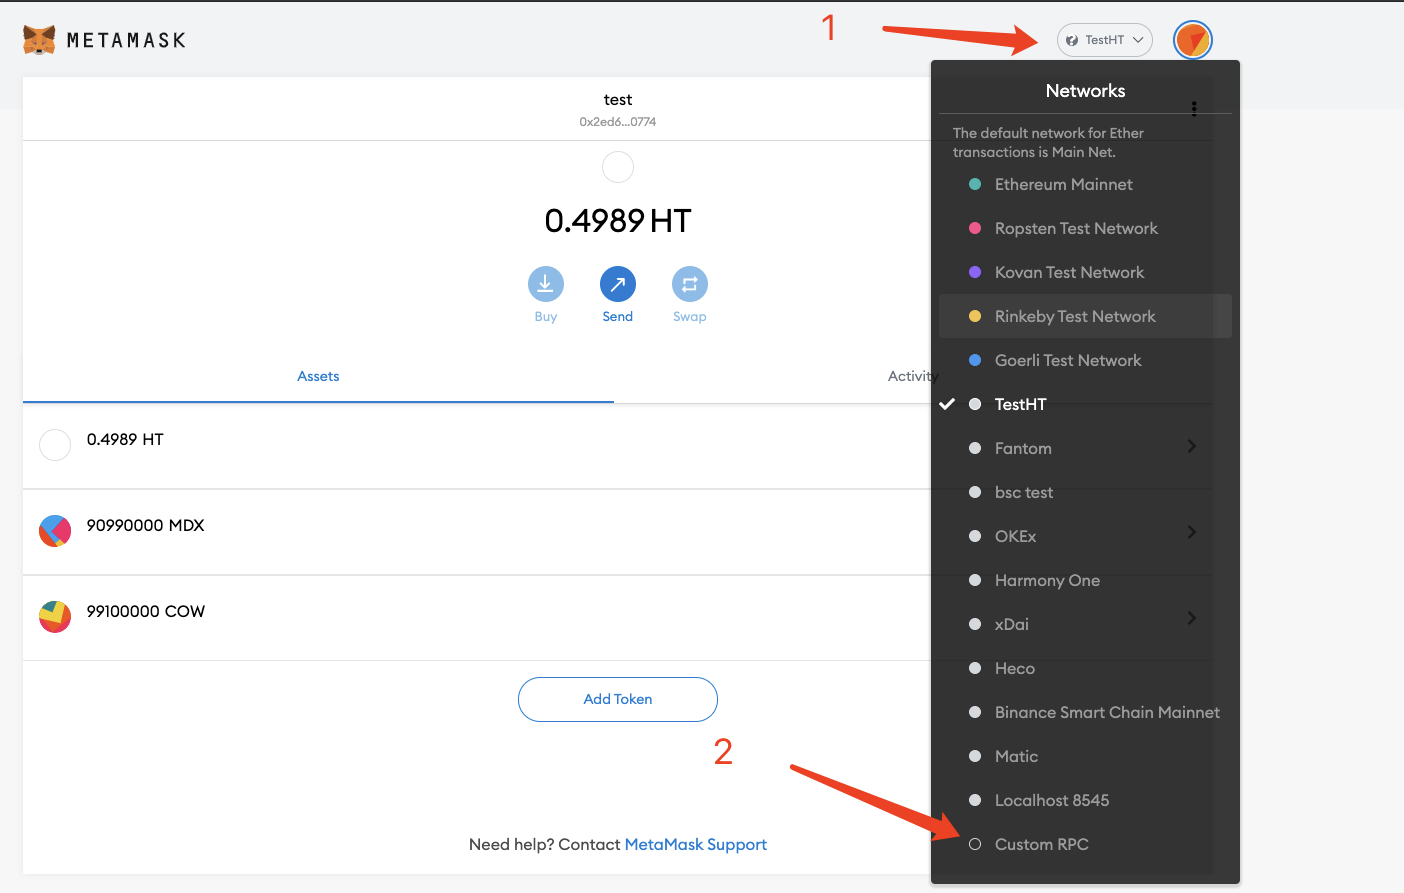 METAMASK
1
TestHT
test
0x2ed6...0774
0.4989 HT
Buy
Send
Swap
Assets
Activity
0.4989 HT
90990000 MDX
99100000 COW
Add Token
2
Need help? Contact MetaMask Support
Networks
The default network for Ether
transactions is Main Net.
Ethereum Mainnet
Ropsten Test Network
Kovan Test Network
Rinkeby Test Network
Goerli Test Network
TestHT
Fantom
bsc test
OKEx
Harmony One
xDai
Heco
Binance Smart Chain Mainnet
Matic
Localhost 8545
Custom RPC